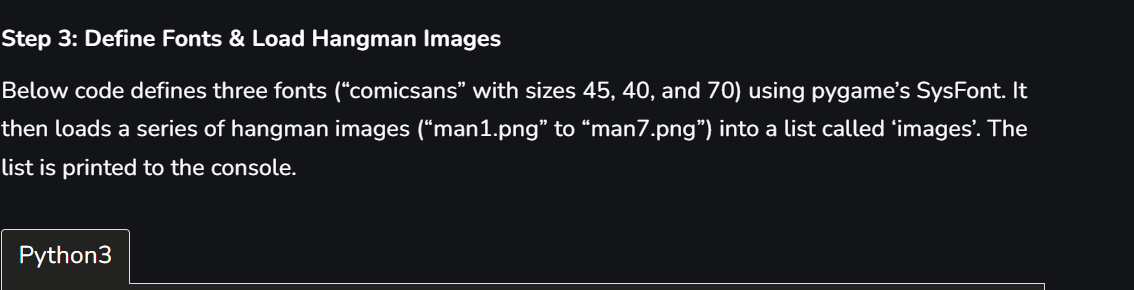 Step 3: Define Fonts & Load Hangman Images
Below code defines three fonts (“comicsans” with sizes 45, 40, and 70) using pygame’s SysFont. It
then loads a series of hangman images (“man1.png” to “man7.png”) into a list called ‘images’. The
list is printed to the console.
Python3